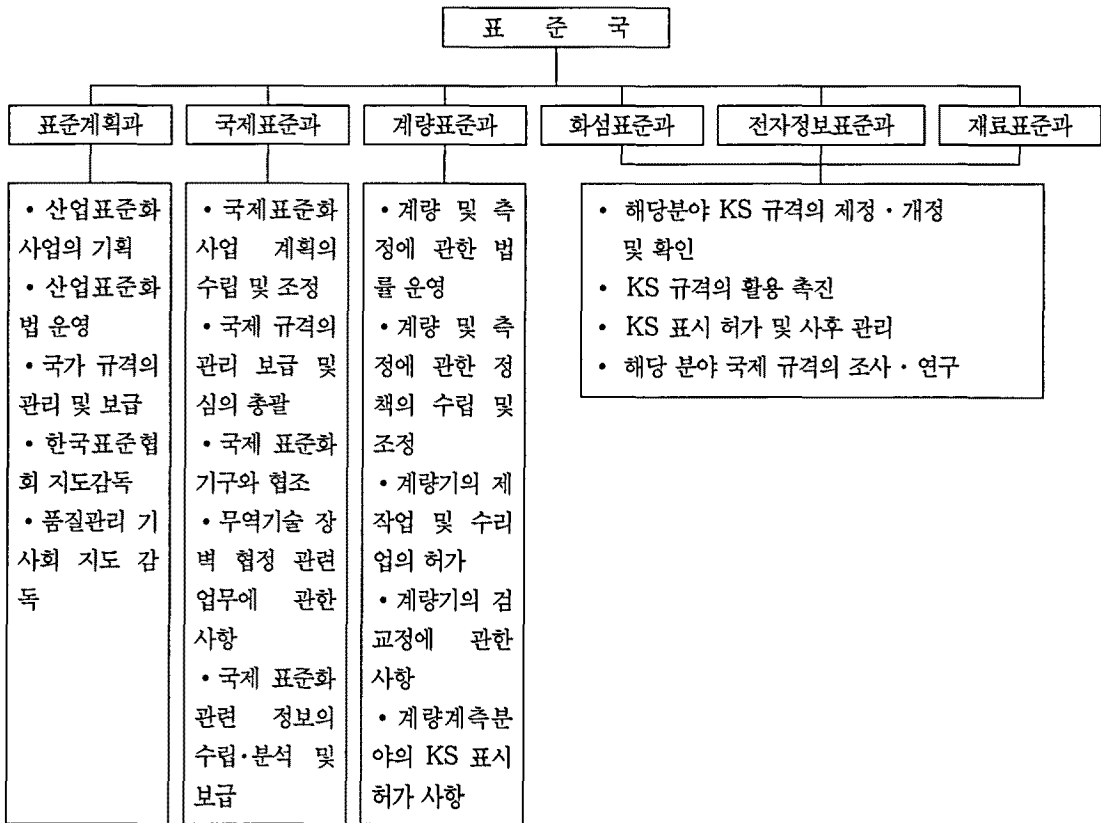 표 준 국
표준계획과
국제표준과
계량표준과
화섬표준과
전자정보표준과
재료표준과
• 산업표준화
사업의 기획
• 산업표준화
법 운영
• 국가 규격의
관리 및 보급
• 한국표준협
회 지도감독
• 품질관리 기
사회 지도 감
독
• 국제표준화
사업 계획의
수립 및 조정
• 국제 규격의
관리 보급 및
심의 총괄
• 국제 표준화
기구와 협조
• 무역기술 장
벽 협정 관련
업무에 관한
사항
• 국제 표준화
관련 정보의
수립·분석 및
보급
• 계량 및 측
정에 관한 법
률 운영
• 계량 및 측
정에 관한 정
책의 수립 및
조정
• 계량기의 제
작업 및 수리
업의 허가
• 계량기의 검
교정에 관한
사항
• 계량계측분
야의 KS 표시
허가 사항
• 해당분야 KS 규격의 제정·개정
및 확인
• KS 규격의 활용 촉진
• KS 표시 허가 및 사후 관리
• 해당 분야 국제 규격의 조사·연구